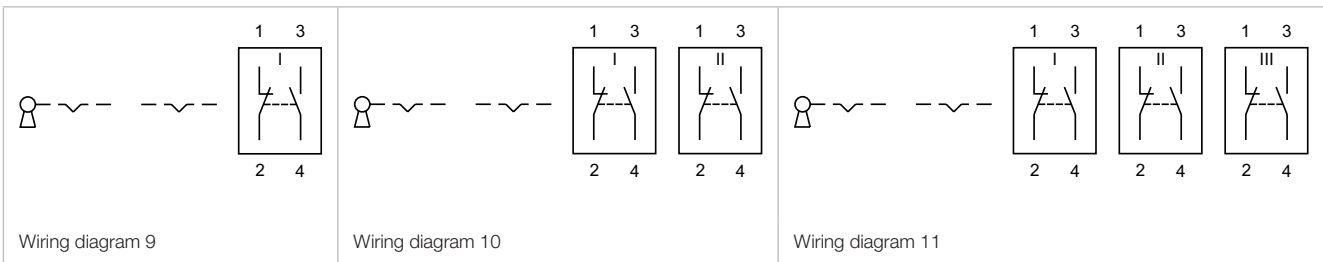 1 3
I
2 4
Wiring diagram 9
1 3 1 3
I II
2 4 2 4
Wiring diagram 10
1 3 1 3 1 3
I II III
2 4 2 4 2 4
Wiring diagram 11